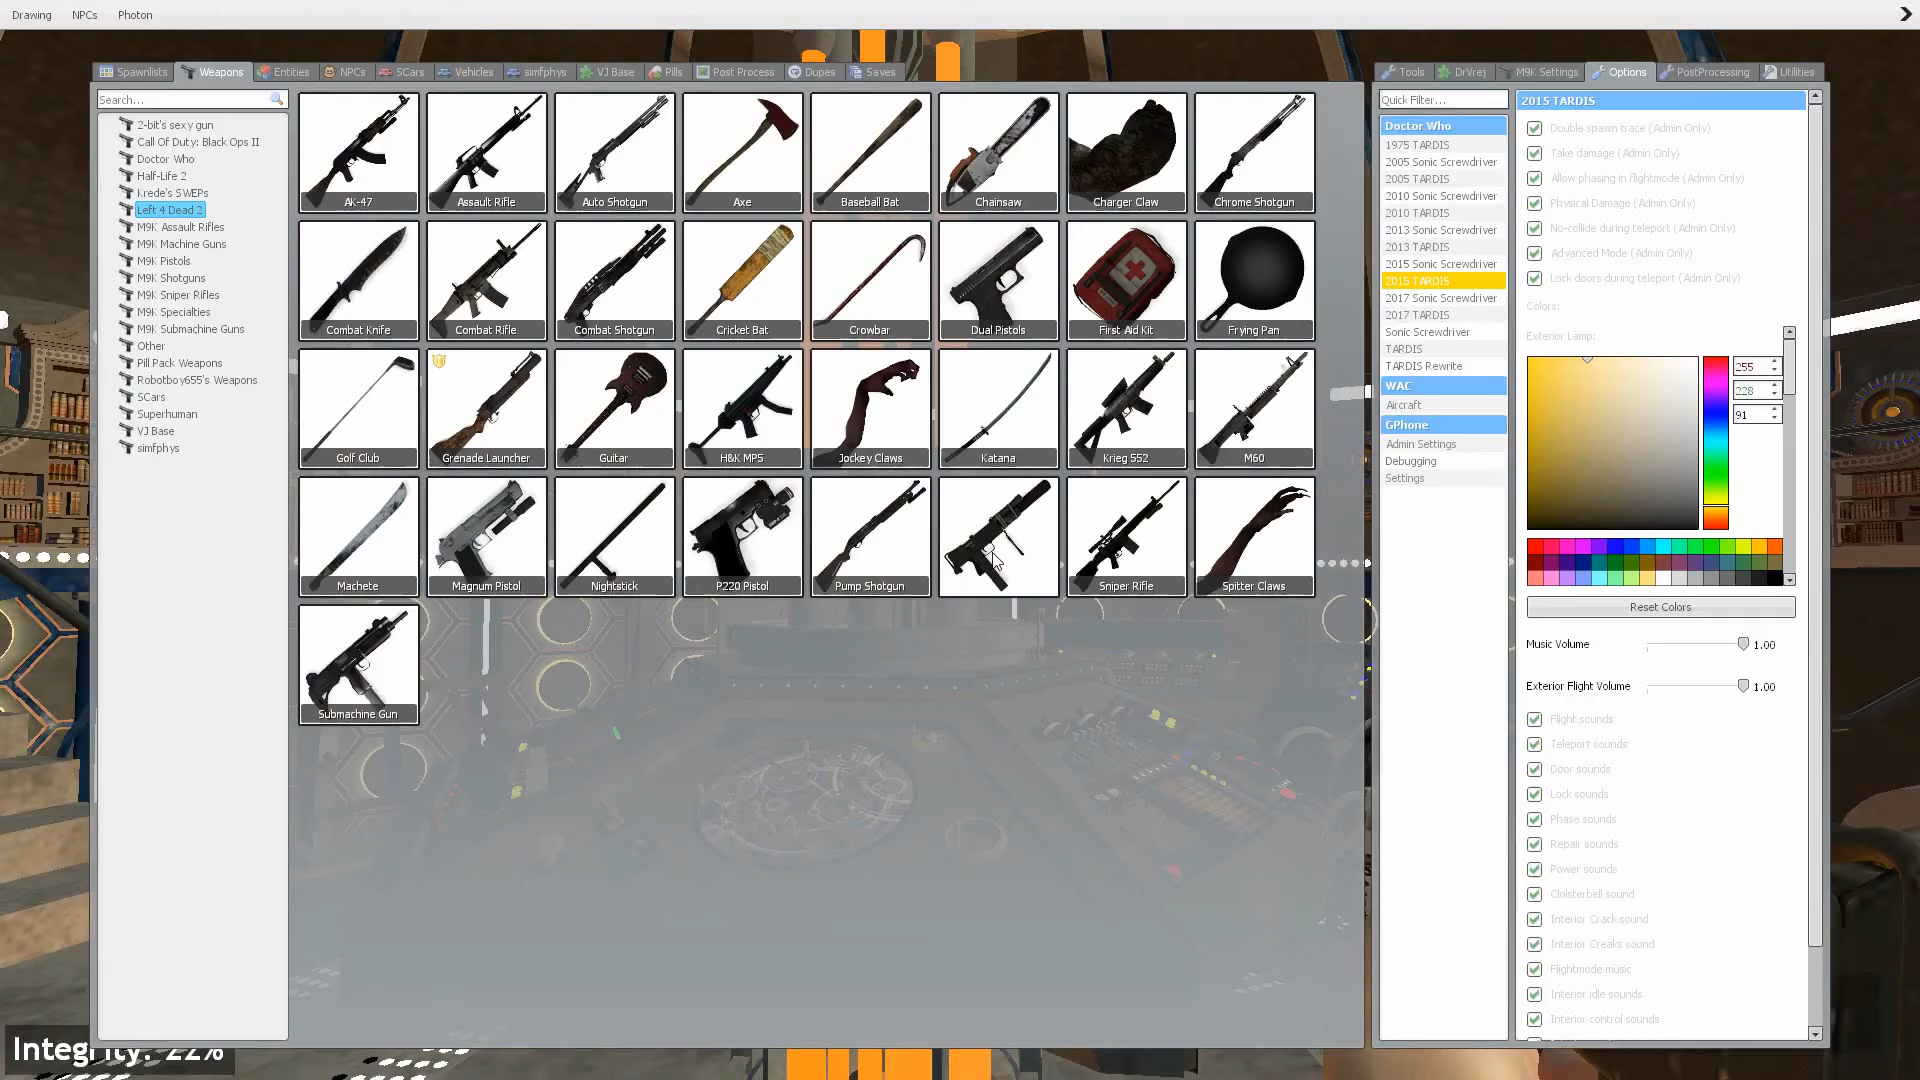 Drawing NPCs Photon
Spawnlists Weapons Entities NPCs SCars Vehicles simfphys VJ Base Pills Post Process Dupes Saves
Search...
2-bit's sexy gun
Call Of Duty: Black Ops II
Doctor Who
Half-Life 2
Krede's SWEPs
Left 4 Dead 2
M9K Assault Rifles
M9K Machine Guns
M9K Pistols
M9K Shotguns
M9K Sniper Rifles
M9K Specialties
M9K Submachine Guns
Other
Pill Pack Weapons
Robotboy655's Weapons
SCars
Superhuman
VJ Base
simfphys
AK-47 Assault Rifle Auto Shotgun Axe Baseball Bat Chainsaw Charger Claw Chrome Shotgun
Combat Knife Combat Rifle Combat Shotgun Cricket Bat Crowbar Dual Pistols First Aid Kit Frying Pan
Golf Club Grenade Launcher Guitar H&K MP5 Jockey Claws Katana Krieg 552 M60
Machete Magnum Pistol Nightstick P220 Pistol Pump Shotgun Sniper Rifle Spitter Claws
Submachine Gun
Tools DrVrej M9K Settings Options PostProcessing Utilities
Quick Filter...
Doctor Who
1975 TARDIS
2005 Sonic Screwdriver
2005 TARDIS
2010 Sonic Screwdriver
2010 TARDIS
2013 Sonic Screwdriver
2013 TARDIS
2015 Sonic Screwdriver
2015 TARDIS
2017 Sonic Screwdriver
2017 TARDIS
Sonic Screwdriver
TARDIS
TARDIS Rewrite
WAC
Aircraft
GPhone
Admin Settings
Debugging
Settings
2015 TARDIS
Double spawn trace (Admin Only)
Take damage (Admin Only)
Allow phasing in flightmode (Admin Only)
Physical Damage (Admin Only)
No-collide during teleport (Admin Only)
Advanced Mode (Admin Only)
Lock doors during teleport (Admin Only)
Colors:
Exterior Lamp:
255
228
91
Reset Colors
Music Volume 1.00
Exterior Flight Volume 1.00
Flight sounds
Teleport sounds
Door sounds
Lock sounds
Phase sounds
Repair sounds
Power sounds
Cloisterbell sound
Interior Crack sound
Interior Creaks sound
Flightmode music
Interior idle sounds
Interior control sounds
Integrity: 22%